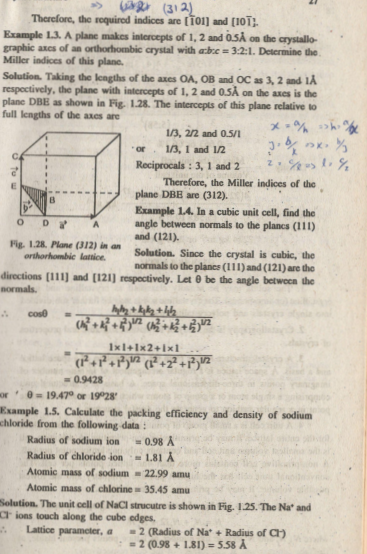 ⇒ (312)
27
Therefore, the required indices are [1̄01] and [101̄].
Example 1.3. A plane makes intercepts of 1, 2 and 0.5Å on the crystallo-
graphic axes of an orthorhombic crystal with a:b:c = 3:2:1. Determine the
Miller indices of this plane.
Solution. Taking the lengths of the axes OA, OB and OC as 3, 2 and 1Å
respectively, the plane with intercepts of 1, 2 and 0.5Å on the axes is the
plane DBE as shown in Fig. 1.28. The intercepts of this plane relative to
full lengths of the axes are
1/3, 2/2 and 0.5/1
or 1/3, 1 and 1/2
Reciprocals : 3, 1 and 2
Therefore, the Miller indices of the
plane DBE are (312).
x = a/h ⇒ h = a/x
C
c
E
B
b
O D a A
Fig. 1.28. Plane (312) in an
orthorhombic lattice.
Example 1.4. In a cubic unit cell, find the
angle between normals to the planes (111)
and (121).
Solution. Since the crystal is cubic, the
normals to the planes (111) and (121) are the
directions [111] and [121] respectively. Let θ be the angle between the
normals.
∴ cosθ = h₁h₂ + k₁k₂ + l₁l₂ / (h₁² + k₁² + l₁²)^1/2 (h₂² + k₂² + l₂²)^1/2
= 1×1+1×2+1×1 / (1²+1²+1²)^1/2 (1²+2²+1²)^1/2
= 0.9428
or θ = 19.47° or 19°28′
Example 1.5. Calculate the packing efficiency and density of sodium
chloride from the following data :
Radius of sodium ion = 0.98 Å
Radius of chloride ion = 1.81 Å
Atomic mass of sodium = 22.99 amu
Atomic mass of chlorine = 35.45 amu
Solution. The unit cell of NaCl strucutre is shown in Fig. 1.25. The Na⁺ and
Cl⁻ ions touch along the cube edges.
∴ Lattice parameter, a = 2 (Radius of Na⁺ + Radius of Cl⁻)
= 2 (0.98 + 1.81) = 5.58 Å